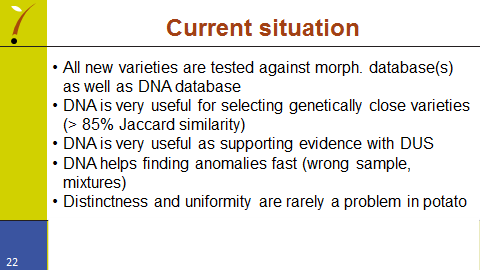 Current situation
• All new varieties are tested against morph. database(s)
as well as DNA database
• DNA is very useful for selecting genetically close varieties
(> 85% Jaccard similarity)
• DNA is very useful as supporting evidence with DUS
• DNA helps finding anomalies fast (wrong sample,
mixtures)
• Distinctness and uniformity are rarely a problem in potato
22